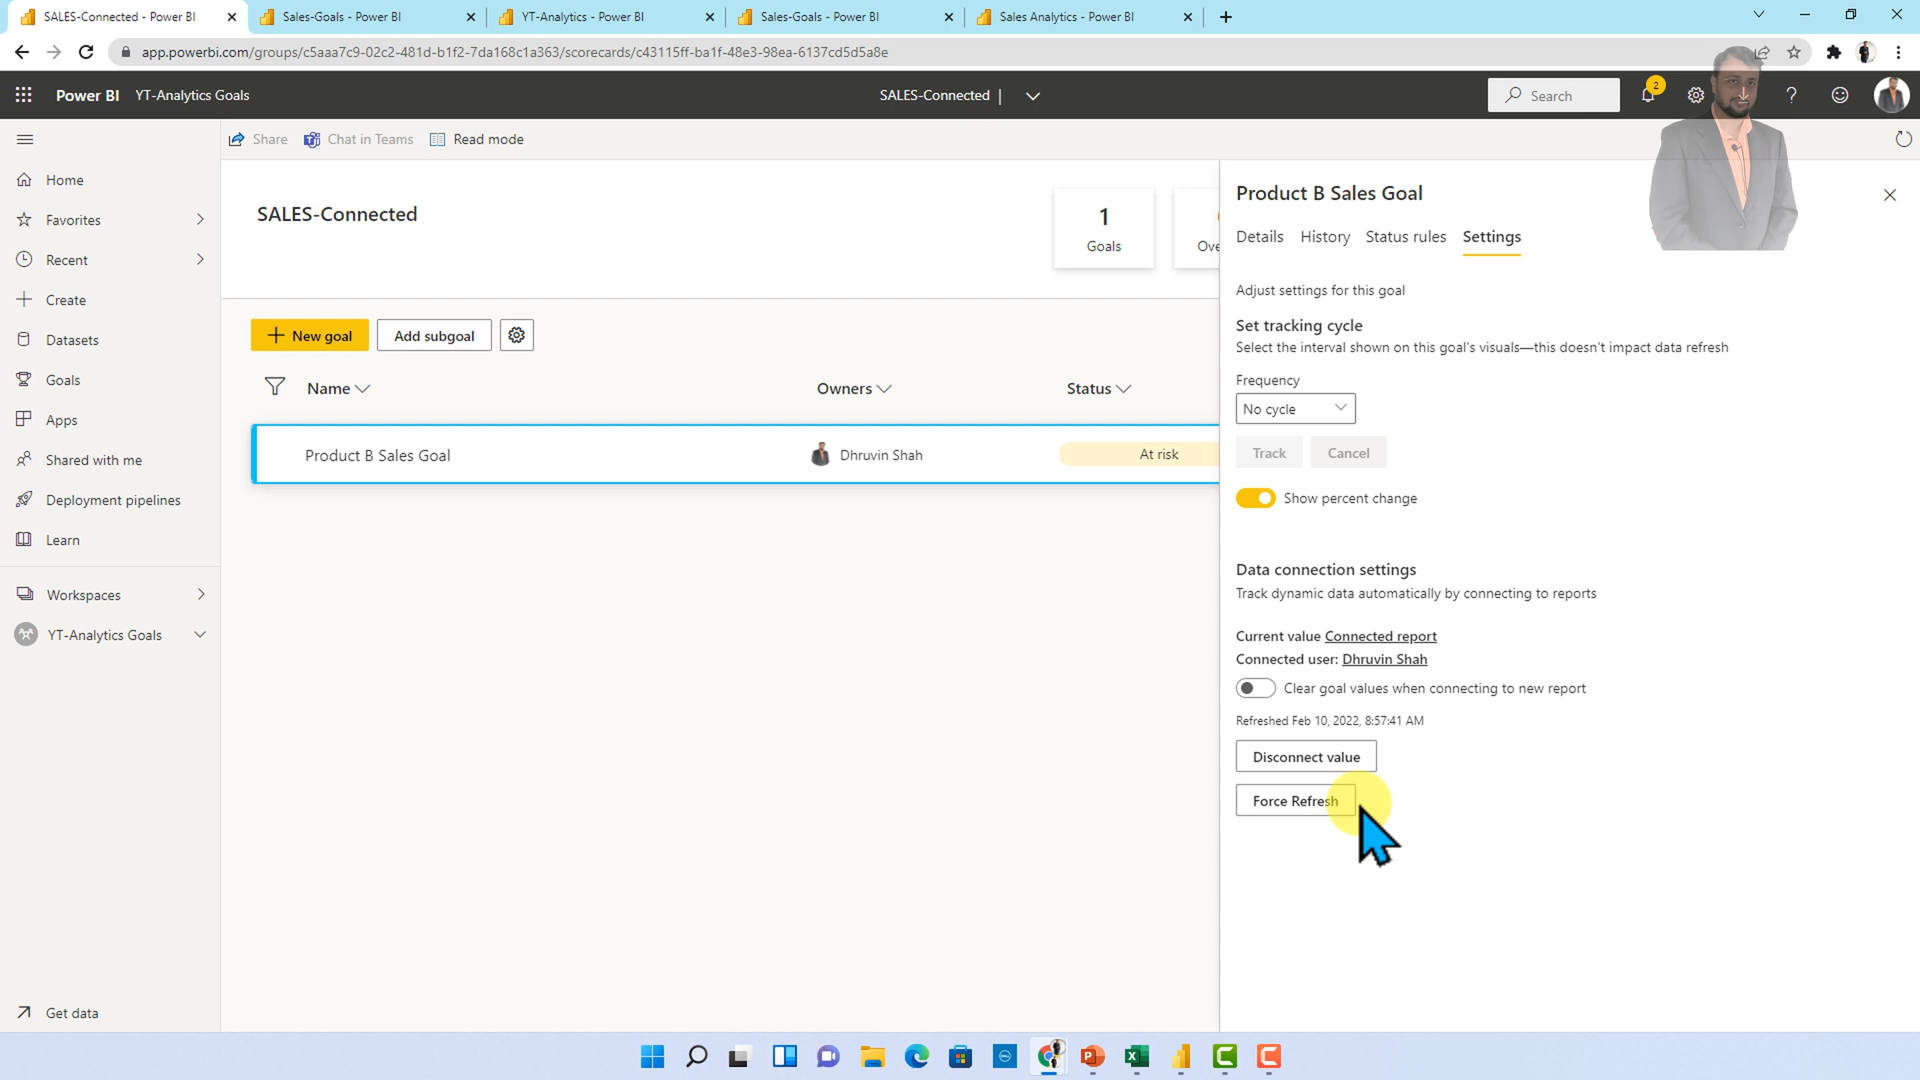 SALES-Connected - Power BI
Sales-Goals - Power BI
YT-Analytics - Power BI
Sales-Goals - Power BI
Sales Analytics - Power BI
app.powerbi.com/groups/c5aaa7c9-02c2-481d-b1f2-7da168c1a363/scorecards/c43115ff-ba1f-48e3-98ea-6137cd5d5a8e
Power BI YT-Analytics Goals
SALES-Connected |
Search
2
?
Share
Chat in Teams
Read mode
Home
Favorites
Recent
Create
Datasets
Goals
Apps
Shared with me
Deployment pipelines
Learn
Workspaces
YT-Analytics Goals
Get data
SALES-Connected
1
Goals
Ove
New goal
Add subgoal
Name
Owners
Status
Product B Sales Goal
Dhruvin Shah
At risk
Product B Sales Goal
Details History Status rules Settings
Adjust settings for this goal
Set tracking cycle
Select the interval shown on this goal's visuals—this doesn't impact data refresh
Frequency
No cycle
Track
Cancel
Show percent change
Data connection settings
Track dynamic data automatically by connecting to reports
Current value Connected report
Connected user: Dhruvin Shah
Clear goal values when connecting to new report
Refreshed Feb 10, 2022, 8:57:41 AM
Disconnect value
Force Refresh